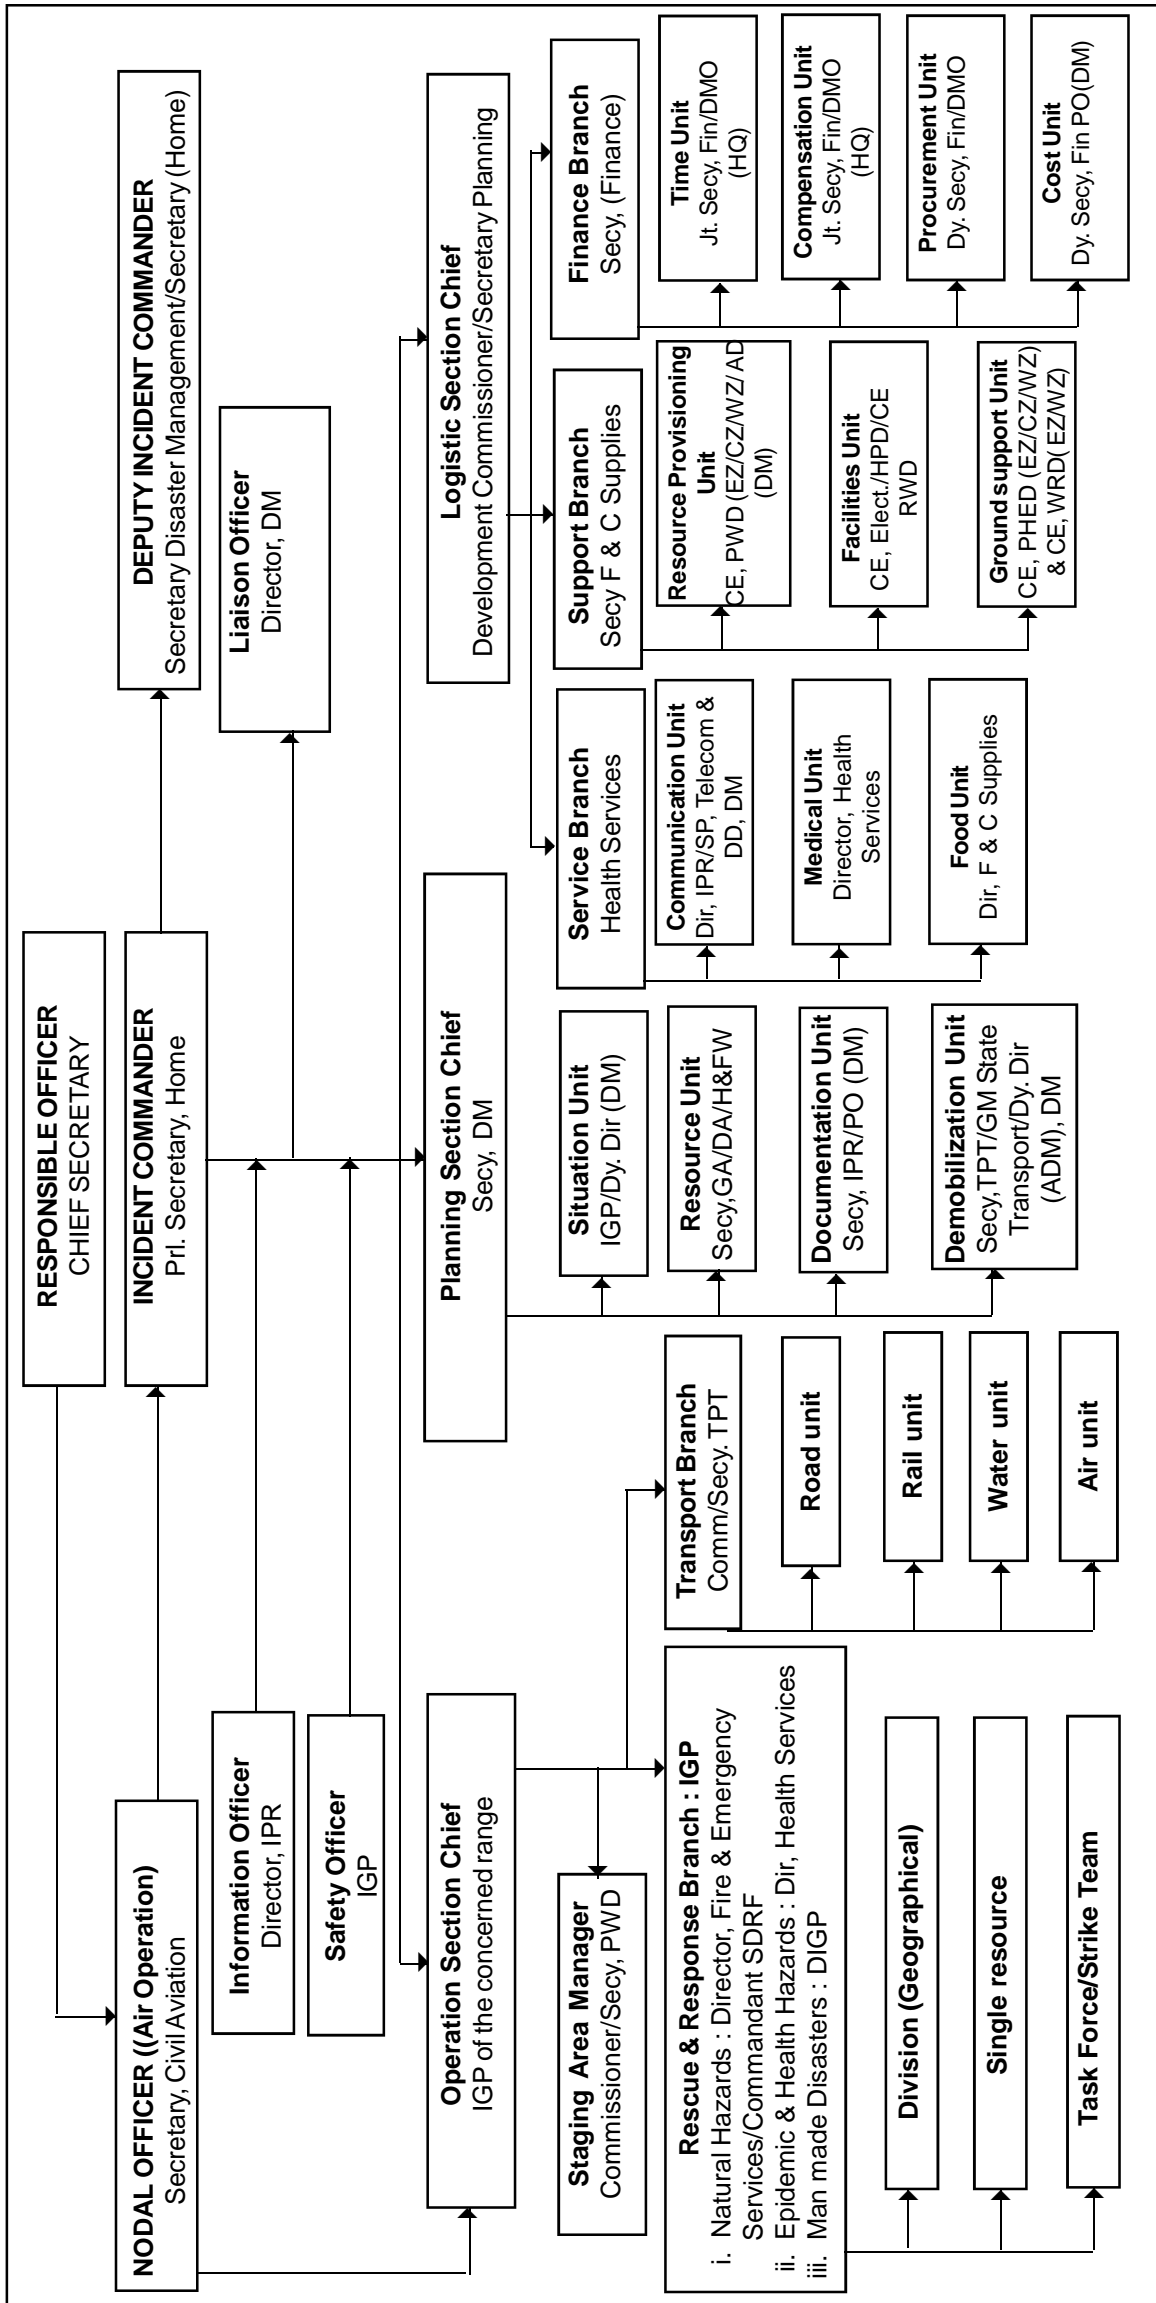 RESPONSIBLE OFFICER
CHIEF SECRETARY
NODAL OFFICER ((Air Operation)
Secretary, Civil Aviation
INCIDENT COMMANDER
Prl. Secretary, Home
DEPUTY INCIDENT COMMANDER
Secretary Disaster Management/Secretary (Home)
Information Officer
Director, IPR
Liaison Officer
Director, DM
Safety Officer
IGP
Operation Section Chief
IGP of the concerned range
Planning Section Chief
Secy, DM
Logistic Section Chief
Development Commissioner/Secretary Planning
Staging Area Manager
Commissioner/Secy, PWD
Rescue & Response Branch : IGP
i. Natural Hazards : Director, Fire & Emergency
Services/Commandant SDRF
ii. Epidemic & Health Hazards : Dir, Health Services
iii. Man made Disasters : DIGP
Division (Geographical)
Single resource
Task Force/Strike Team
Transport Branch
Comm/Secy. TPT
Road unit
Rail unit
Water unit
Air unit
Situation Unit
IGP/Dy. Dir (DM)
Resource Unit
Secy,GA/DA/H&FW
Documentation Unit
Secy, IPR/PO (DM)
Demobilization Unit
Secy,TPT/GM State
Transport/Dy. Dir
(ADM), DM
Service Branch
Health Services
Communication Unit
Dir, IPR/SP, Telecom &
DD, DM
Medical Unit
Director, Health
Services
Food Unit
Dir, F & C Supplies
Support Branch
Secy F & C Supplies
Resource Provisioning
Unit
CE, PWD (EZ/CZ/WZ/AD
(DM)
Facilities Unit
CE, Elect./HPD/CE
RWD
Ground support Unit
CE, PHED (EZ/CZ/WZ)
& CE, WRD(EZ/WZ)
Finance Branch
Secy, (Finance)
Time Unit
Jt. Secy, Fin/DMO
(HQ)
Compensation Unit
Jt. Secy, Fin/DMO
(HQ)
Procurement Unit
Dy. Secy, Fin/DMO
Cost Unit
Dy. Secy, Fin PO(DM)